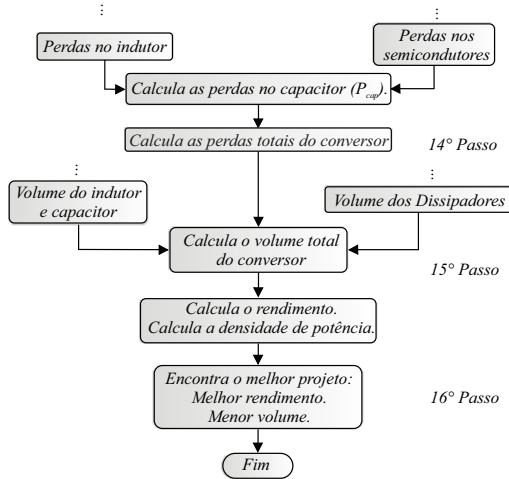 ⋮
⋮
Perdas no indutor
Perdas nos
semicondutores
Calcula as perdas no capacitor (P_cap).
Calcula as perdas totais do conversor
14° Passo
⋮
⋮
Volume do indutor
e capacitor
Volume dos Dissipadores
Calcula o volume total
do conversor
15° Passo
Calcula o rendimento.
Calcula a densidade de potência.
Encontra o melhor projeto:
Melhor rendimento.
Menor volume.
16° Passo
Fim